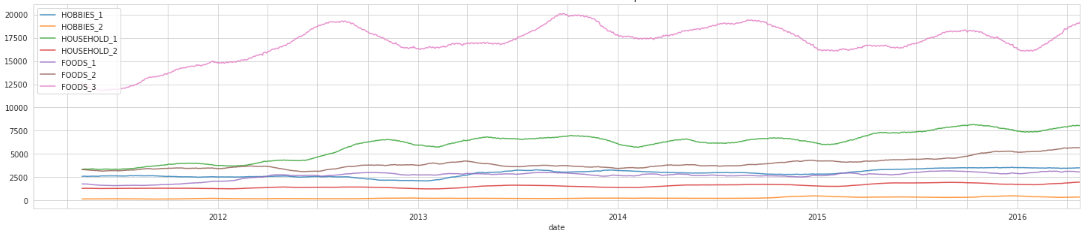 20000
17500
15000
12500
10000
7500
5000
2500
0
HOBBIES_1
HOBBIES_2
HOUSEHOLD_1
HOUSEHOLD_2
FOODS_1
FOODS_2
FOODS_3
2012
2013
2014
2015
2016
date